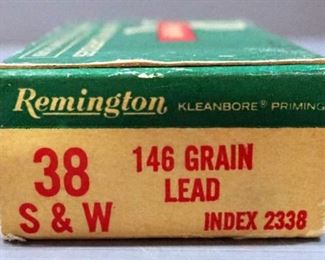 Remington KLEANBORE® PRIMING
38 146 GRAIN
S & W LEAD
INDEX 2338